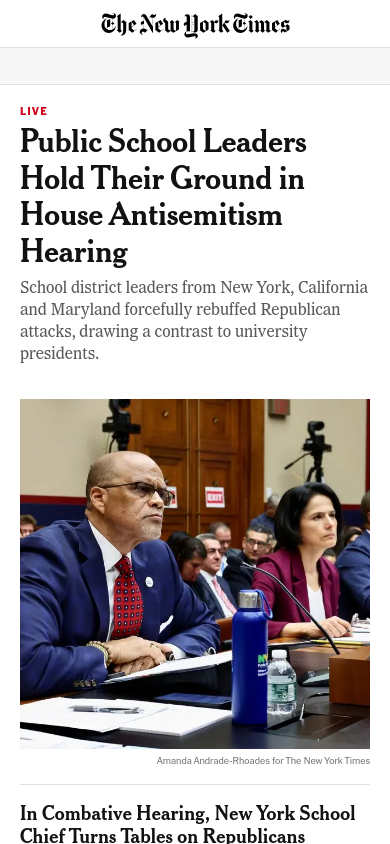 The New York Times
LIVE
Public School Leaders
Hold Their Ground in
House Antisemitism
Hearing
School district leaders from New York, California
and Maryland forcefully rebuffed Republican
attacks, drawing a contrast to university
presidents.
EXIT
Amanda Andrade-Rhoades for The New York Times
In Combative Hearing, New York School
Chief Turns Tables on Republicans